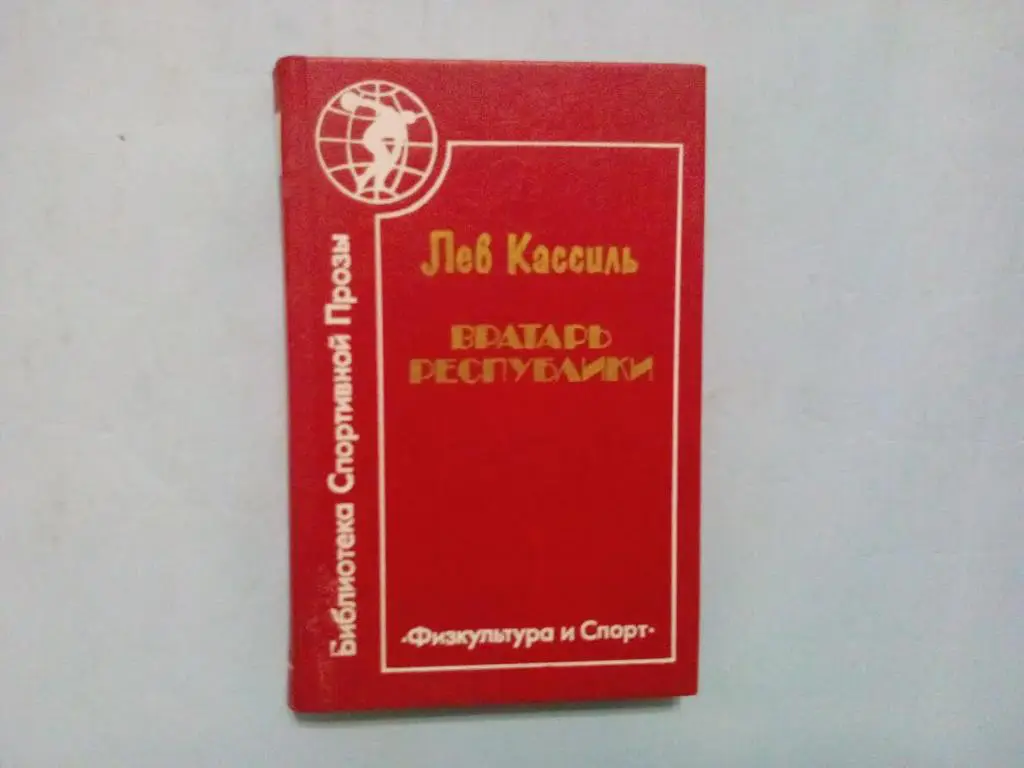 Лев Кассиль
ВРАТАРЬ
РЕСПУБЛИКИ
Библиотека Спортивной Прозы
«Физкультура и Спорт»